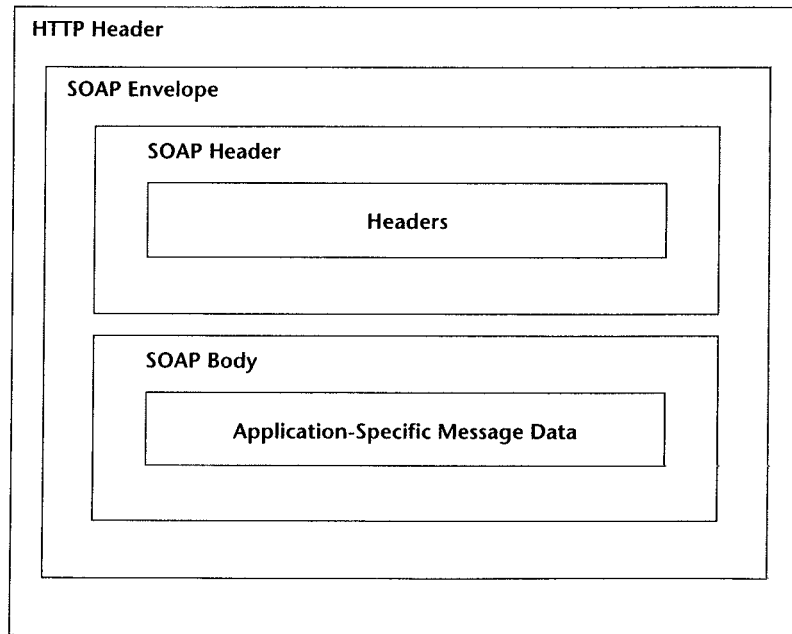 HTTP Header
SOAP Envelope
SOAP Header
Headers
SOAP Body
Application-Specific Message Data